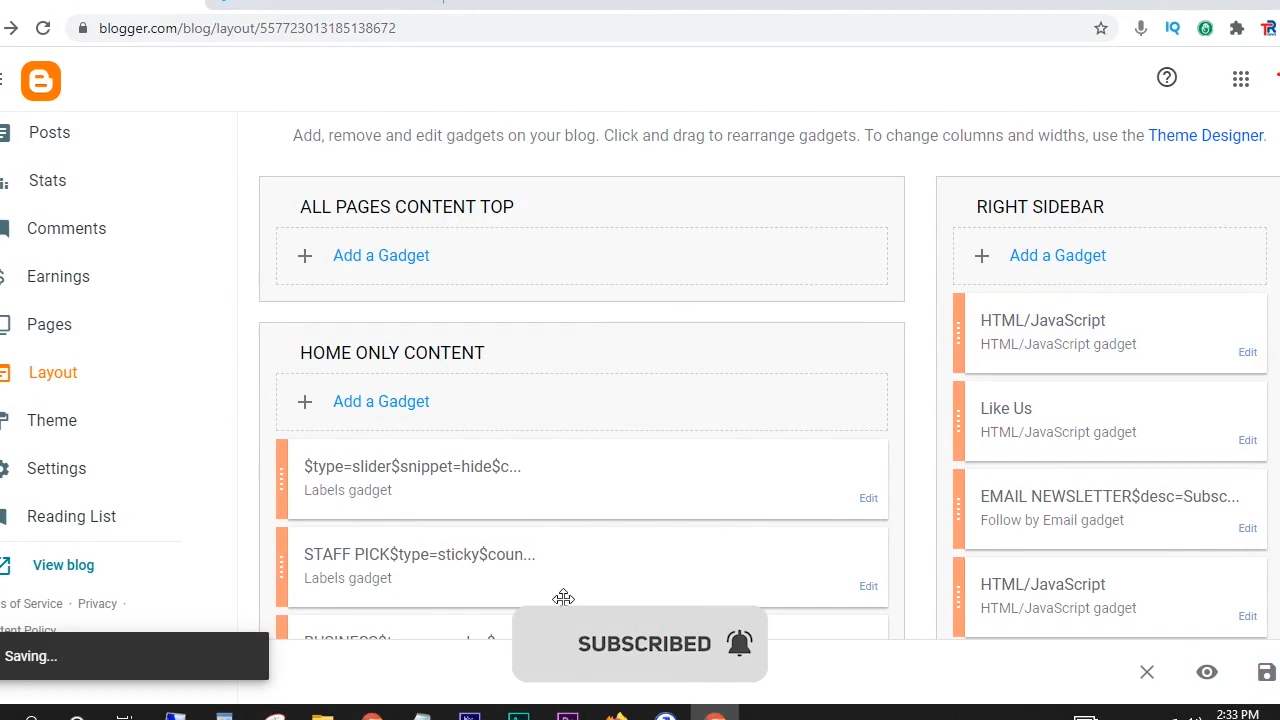 blogger.com/blog/layout/557723013185138672
Posts
Stats
Comments
Earnings
Pages
Layout
Theme
Settings
Reading List
View blog
s of Service · Privacy ·
tent Policy
Saving...
Add, remove and edit gadgets on your blog. Click and drag to rearrange gadgets. To change columns and widths, use the Theme Designer.
ALL PAGES CONTENT TOP
Add a Gadget
HOME ONLY CONTENT
Add a Gadget
$type=slider$snippet=hide$c...
Labels gadget
Edit
STAFF PICK$type=sticky$coun...
Labels gadget
Edit
RIGHT SIDEBAR
Add a Gadget
HTML/JavaScript
HTML/JavaScript gadget
Edit
Like Us
HTML/JavaScript gadget
Edit
EMAIL NEWSLETTER$desc=Subsc...
Follow by Email gadget
Edit
HTML/JavaScript
HTML/JavaScript gadget
Edit
SUBSCRIBED
2:33 PM